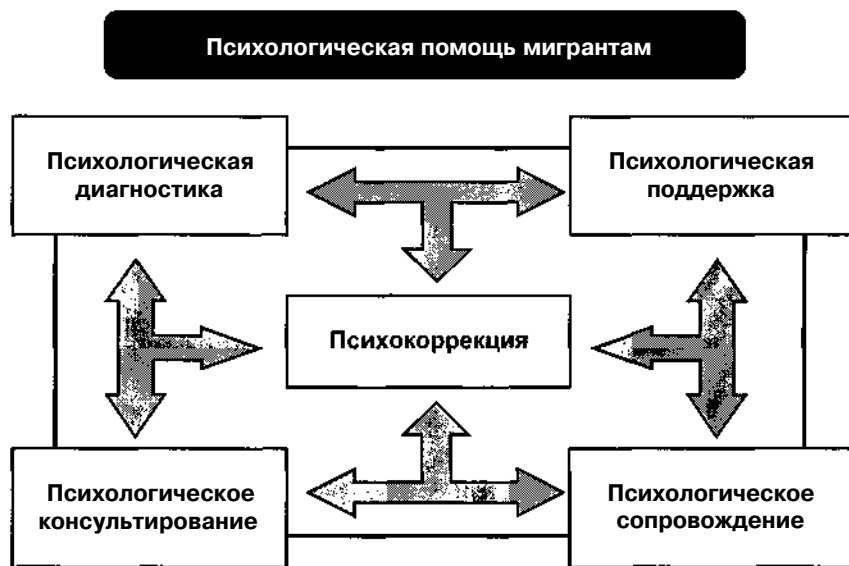 Психологическая помощь мигрантам
Психологическая
диагностика
Психологическая
поддержка
Психокоррекция
Психологическое
консультирование
Психологическое
сопровождение